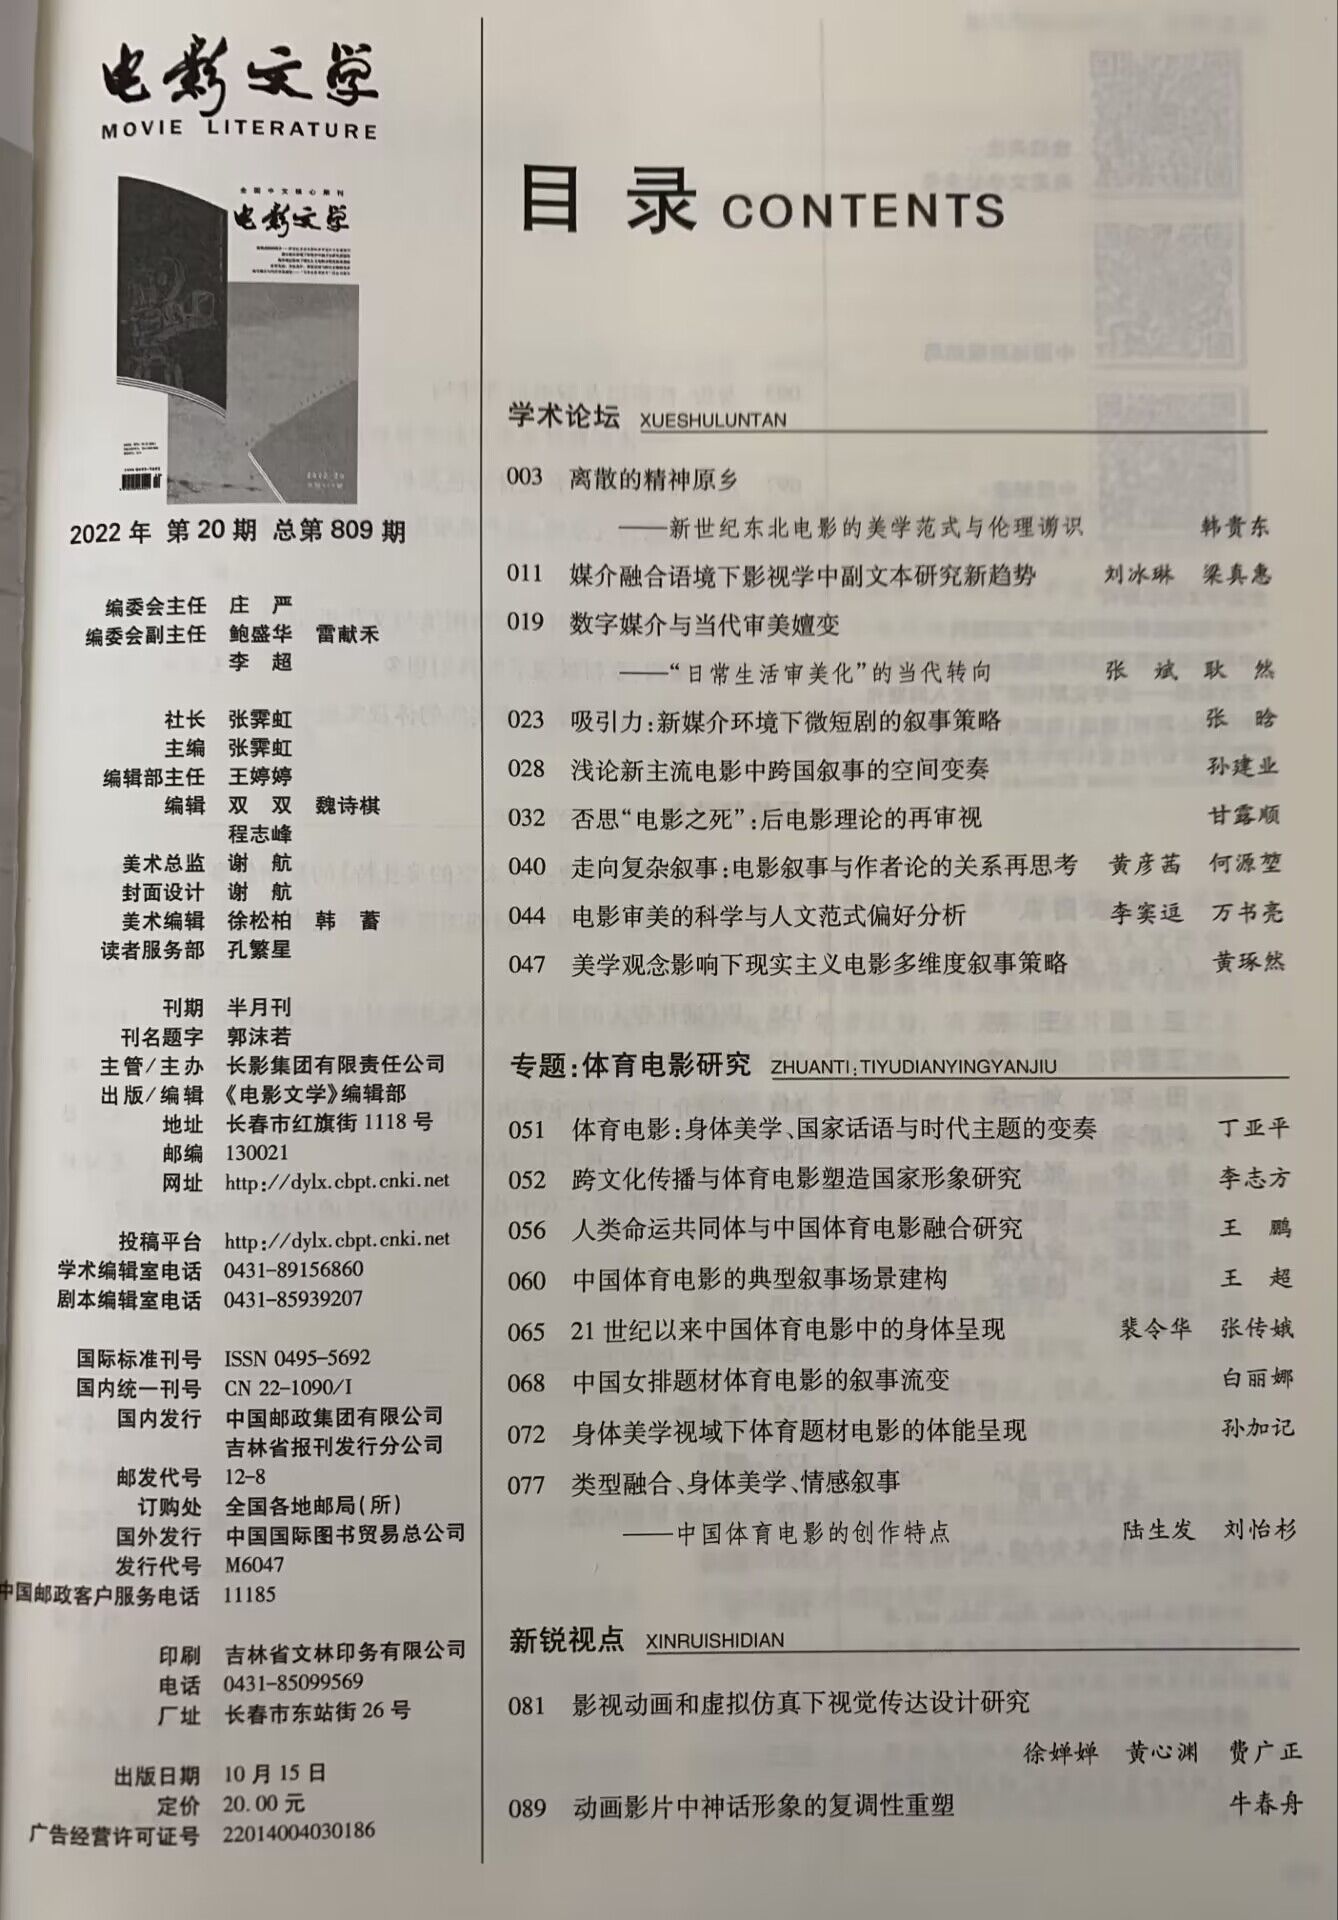 电影文学
MOVIE LITERATURE
全国中文核心期刊
电影文学
2022年 第20期 总第809期
编委会主任 庄 严
编委会副主任 鲍盛华 雷献禾
李 超
社长 张霁虹
主编 张霁虹
编辑部主任 王婷婷
编辑 双 双 魏诗棋
程志峰
美术总监 谢 航
封面设计 谢 航
美术编辑 徐松柏 韩 蓄
读者服务部 孔繁星
刊期 半月刊
刊名题字 郭沫若
主管/主办 长影集团有限责任公司
出版/编辑 《电影文学》编辑部
地址 长春市红旗街1118号
邮编 130021
网址 http://dylx.cbpt.cnki.net
投稿平台 http://dylx.cbpt.cnki.net
学术编辑室电话 0431-89156860
剧本编辑室电话 0431-85939207
国际标准刊号 ISSN 0495-5692
国内统一刊号 CN 22-1090/I
国内发行 中国邮政集团有限公司
吉林省报刊发行分公司
邮发代号 12-8
订购处 全国各地邮局(所)
国外发行 中国国际图书贸易总公司
发行代号 M6047
中国邮政客户服务电话 11185
印刷 吉林省文林印务有限公司
电话 0431-85099569
厂址 长春市东站街26号
出版日期 10月15日
定价 20.00元
广告经营许可证号 22014004030186
目 录 CONTENTS
学术论坛 XUESHULUNTAN
003 离散的精神原乡
——新世纪东北电影的美学范式与伦理谫识 韩贵东
011 媒介融合语境下影视学中副文本研究新趋势 刘冰琳 梁真惠
019 数字媒介与当代审美嬗变
——“日常生活审美化”的当代转向 张 斌 耿 然
023 吸引力:新媒介环境下微短剧的叙事策略 张 晗
028 浅论新主流电影中跨国叙事的空间变奏 孙建业
032 否思“电影之死”:后电影理论的再审视 甘露顺
040 走向复杂叙事:电影叙事与作者论的关系再思考 黄彦茜 何源堃
044 电影审美的科学与人文范式偏好分析 李寅逗 万书亮
047 美学观念影响下现实主义电影多维度叙事策略 黄琢然
专题:体育电影研究 ZHUANTI:TIYUDIANYINGYANJIU
051 体育电影:身体美学、国家话语与时代主题的变奏 丁亚平
052 跨文化传播与体育电影塑造国家形象研究 李志方
056 人类命运共同体与中国体育电影融合研究 王 鹏
060 中国体育电影的典型叙事场景建构 王 超
065 21世纪以来中国体育电影中的身体呈现 裴令华 张传娥
068 中国女排题材体育电影的叙事流变 白丽娜
072 身体美学视域下体育题材电影的体能呈现 孙加记
077 类型融合、身体美学、情感叙事
——中国体育电影的创作特点 陆生发 刘怡杉
新锐视点 XINRUISHIDIAN
081 影视动画和虚拟仿真下视觉传达设计研究
徐婵婵 黄心渊 费广正
089 动画影片中神话形象的复调性重塑 牛春舟